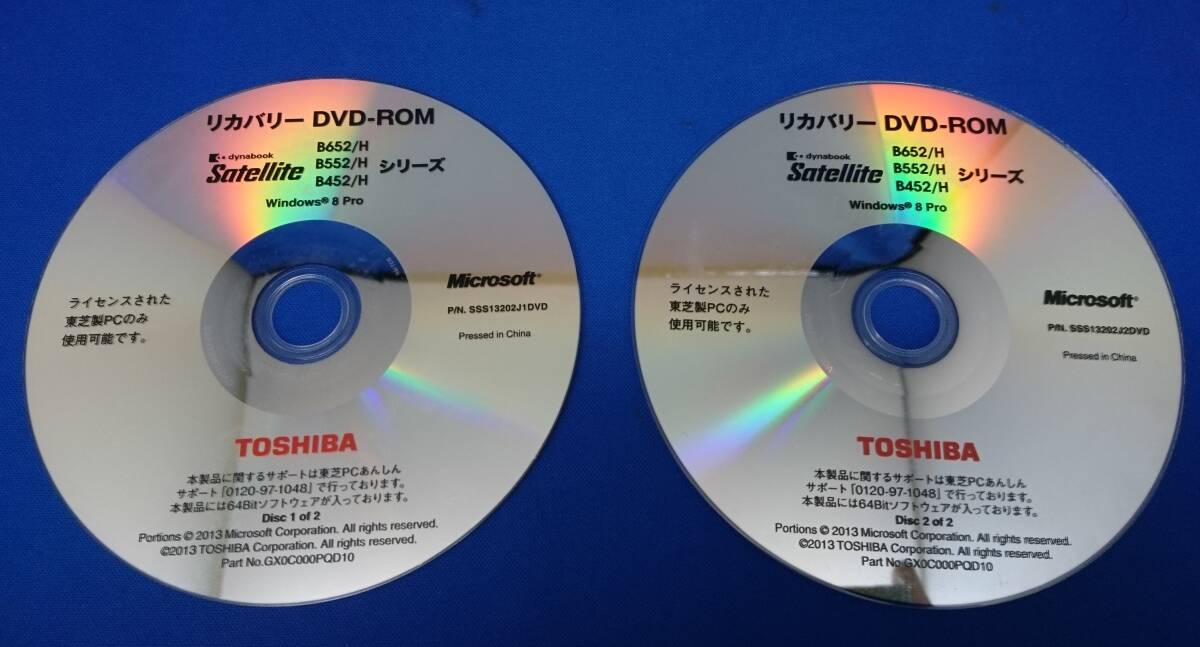 リカバリー DVD-ROM
dynabook
Satellite
B652/H
B552/H
B452/H
シリーズ
Windows® 8 Pro
ライセンスされた
東芝製PCのみ
使用可能です。
Microsoft®
P/N. SSS13202J1DVD
Pressed in China
TOSHIBA
本製品に関するサポートは東芝PCあんしん
サポート「0120-97-1048」で行っております。
本製品には64Bitソフトウェアが入っております。
Disc 1 of 2
Portions © 2013 Microsoft Corporation. All rights reserved.
©2013 TOSHIBA Corporation. All rights reserved.
Part No.GX0C000PQD10
リカバリー DVD-ROM
dynabook
Satellite
B652/H
B552/H
B452/H
シリーズ
Windows® 8 Pro
ライセンスされた
東芝製PCのみ
使用可能です。
Microsoft®
P/N. SSS13202J2DVD
Pressed in China
TOSHIBA
本製品に関するサポートは東芝PCあんしん
サポート「0120-97-1048」で行っております。
本製品には64Bitソフトウェアが入っております。
Disc 2 of 2
Portions © 2013 Microsoft Corporation. All rights reserved.
©2013 TOSHIBA Corporation. All rights reserved.
Part No.GX0C000PQD10